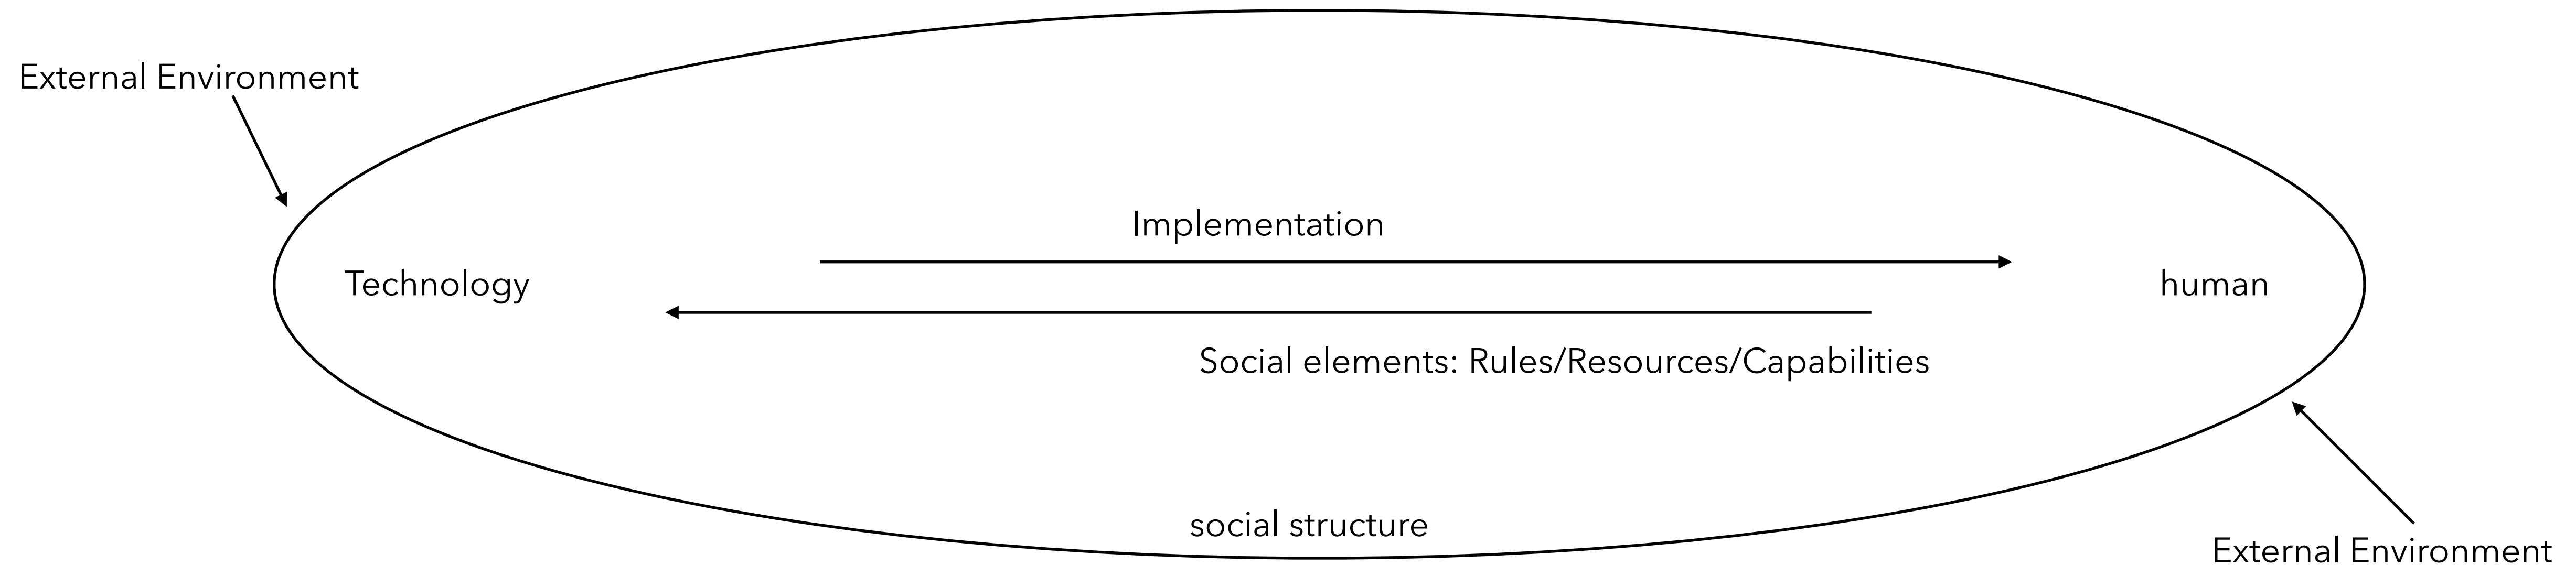 External Environment
Implementation
Technology
human
Social elements: Rules/Resources/Capabilities
social structure
External Environment